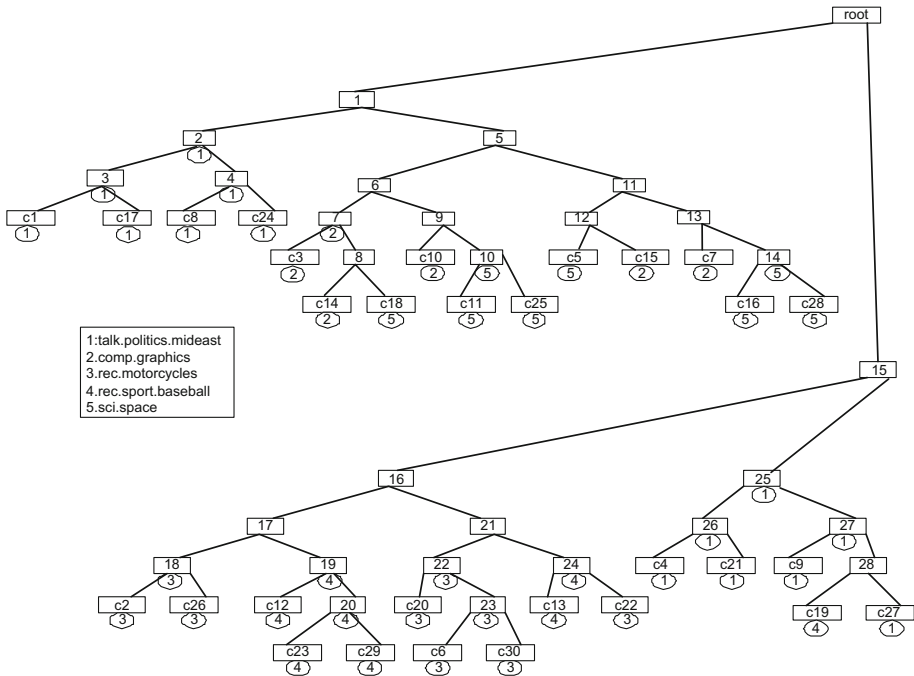 root
1
2
5
1
3
4
6
11
1
1
c1
c17
c8
c24
7
9
12
13
1
1
1
1
2
c3
8
c10
10
c5
c15
c7
14
2
2
5
5
2
2
5
c14
c18
c11
c25
c16
c28
2
5
5
5
5
5
1:talk.politics.mideast
2.comp.graphics
3.rec.motorcycles
4.rec.sport.baseball
5.sci.space
15
16
25
1
17
21
26
27
1
1
18
19
22
24
c4
c21
c9
28
3
4
3
4
1
1
1
c2
c26
c12
20
c20
23
c13
c22
c19
c27
3
3
4
4
3
3
4
3
4
1
c23
c29
c6
c30
4
4
3
3